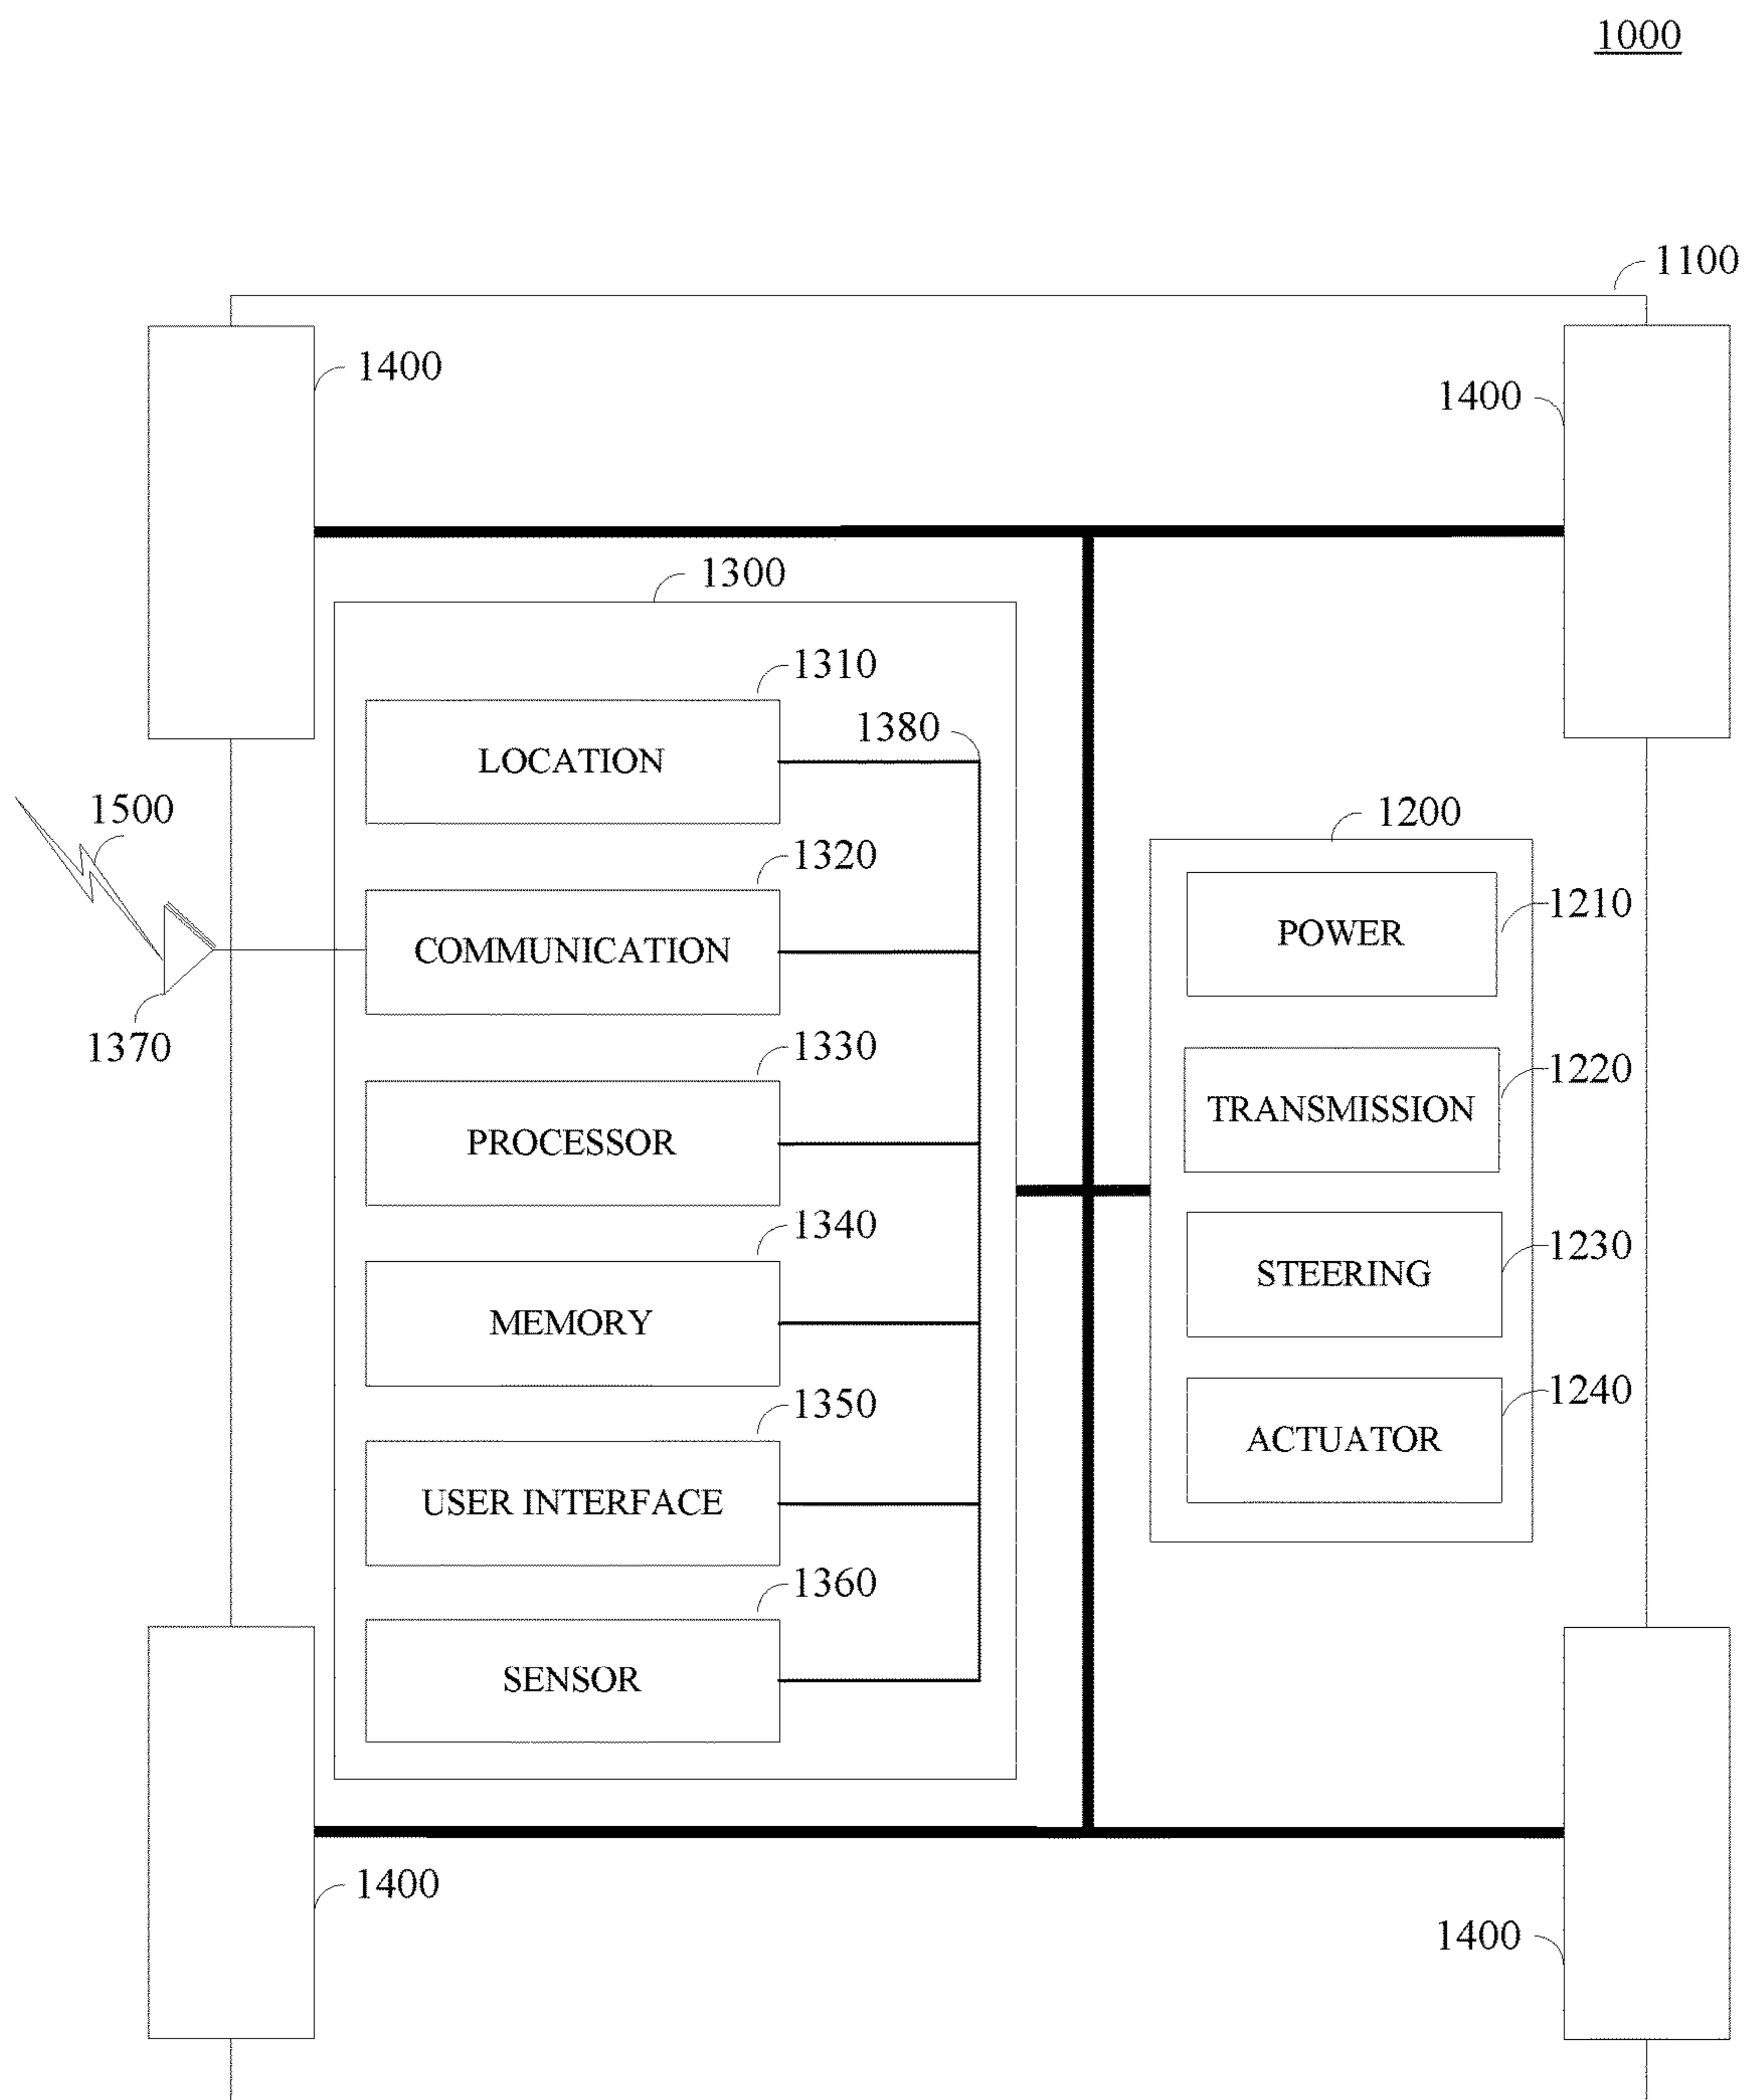 1000
1100
1400
1400
1300
1310
LOCATION
1380
1500
1320
COMMUNICATION
1370
1330
PROCESSOR
1340
MEMORY
1350
USER INTERFACE
1360
SENSOR
1200
POWER
1210
TRANSMISSION
1220
STEERING
1230
ACTUATOR
1240
1400
1400